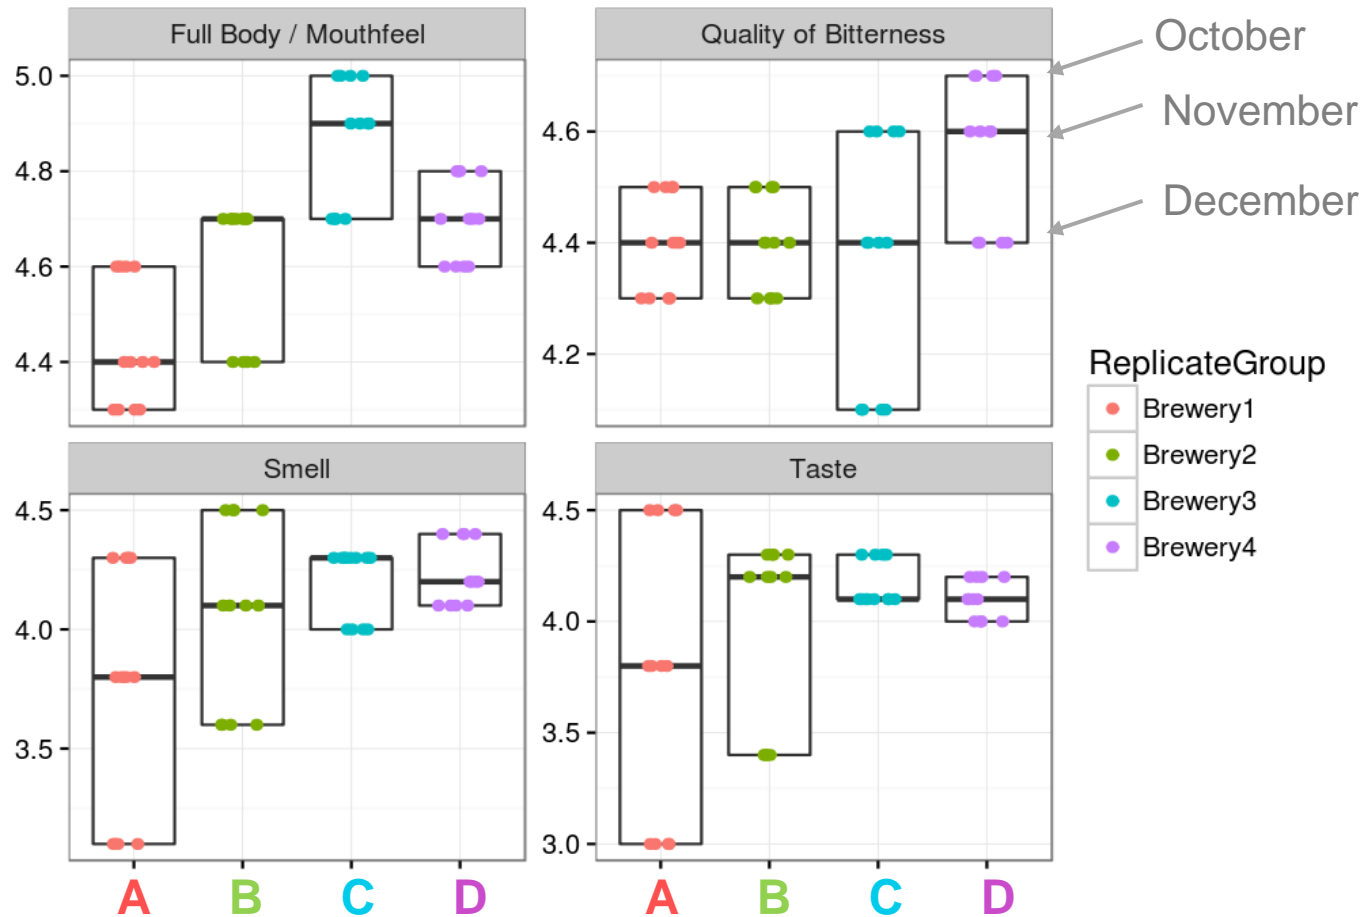 Full Body / Mouthfeel
5.0
4.8
4.6
4.4
Quality of Bitterness
4.6
4.4
4.2
October
November
December
Smell
4.5
4.0
3.5
Taste
4.5
4.0
3.5
3.0
A B C D
A B C D
ReplicateGroup
Brewery1
Brewery2
Brewery3
Brewery4